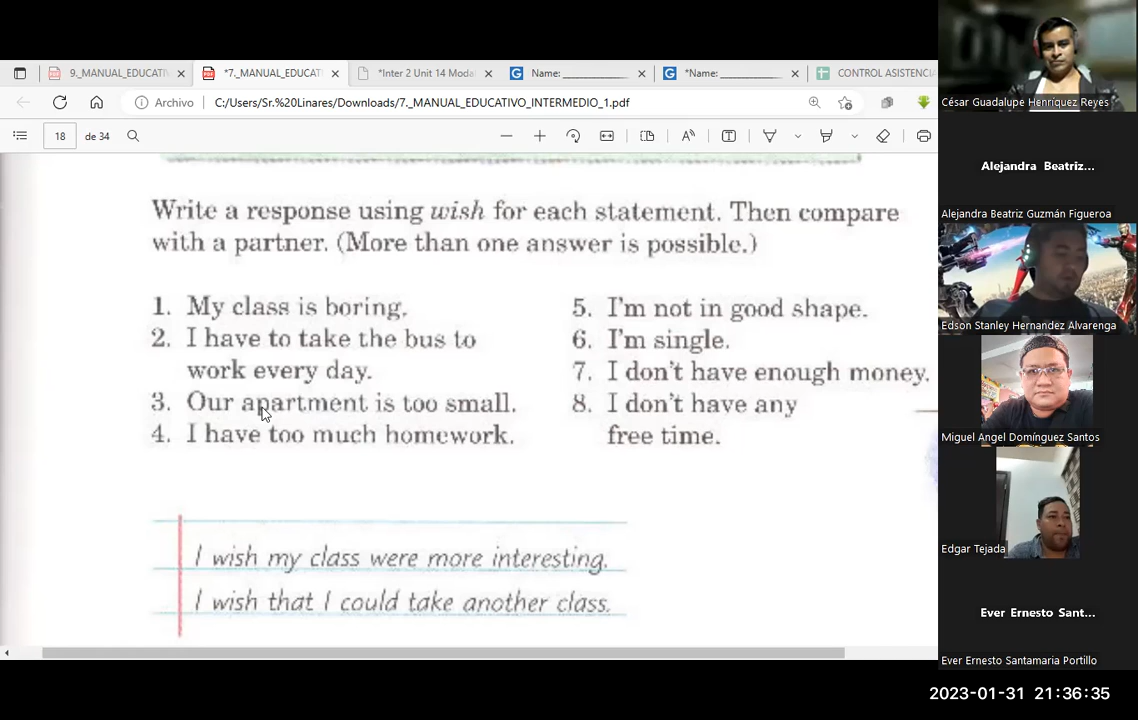 9._MANUAL_EDUCATI
*7._MANUAL_EDUCAT
*Inter 2 Unit 14 Moda
Name: ____________
*Name: ____________
CONTROL ASISTENCIA
Archivo
C:/Users/Sr.%20Linares/Downloads/7._MANUAL_EDUCATIVO_INTERMEDIO_1.pdf
18 de 34
Write a response using wish for each statement. Then compare
with a partner. (More than one answer is possible.)
1. My class is boring.
2. I have to take the bus to
work every day.
3. Our apartment is too small.
4. I have too much homework.
5. I'm not in good shape.
6. I'm single.
7. I don't have enough money.
8. I don't have any
free time.
I wish my class were more interesting.
I wish that I could take another class.
César Guadalupe Henríquez Reyes
Alejandra Beatriz...
Alejandra Beatriz Guzmán Figueroa
Edson Stanley Hernandez Alvarenga
Miguel Angel Domínguez Santos
Edgar Tejada
Ever Ernesto Sant...
Ever Ernesto Santamaria Portillo
2023-01-31 21:36:35